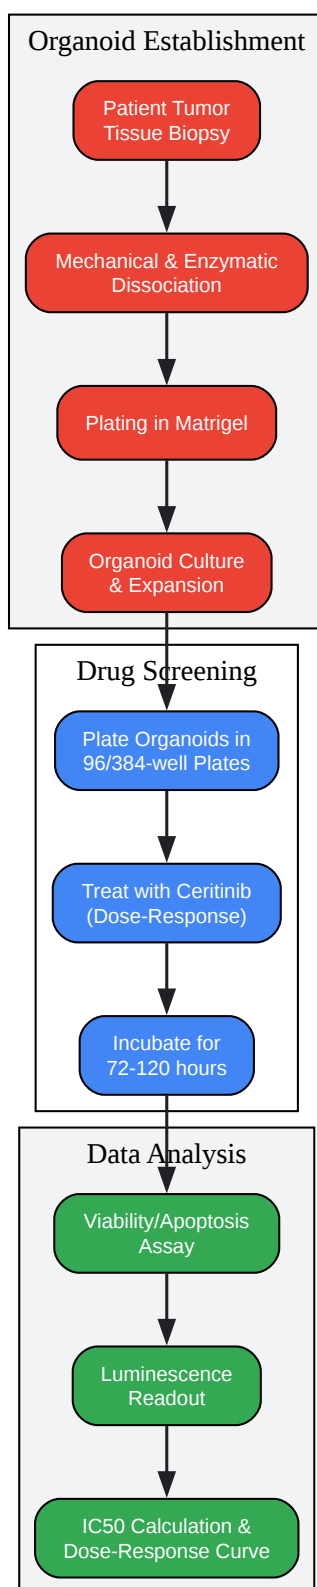 Organoid Establishment
Patient Tumor
Tissue Biopsy
Mechanical & Enzymatic
Dissociation
Plating in Matrigel
Organoid Culture
& Expansion
Drug Screening
Plate Organoids in
96/384-well Plates
Treat with Ceritinib
(Dose-Response)
Incubate for
72-120 hours
Data Analysis
Viability/Apoptosis
Assay
Luminescence
Readout
IC50 Calculation &
Dose-Response Curve